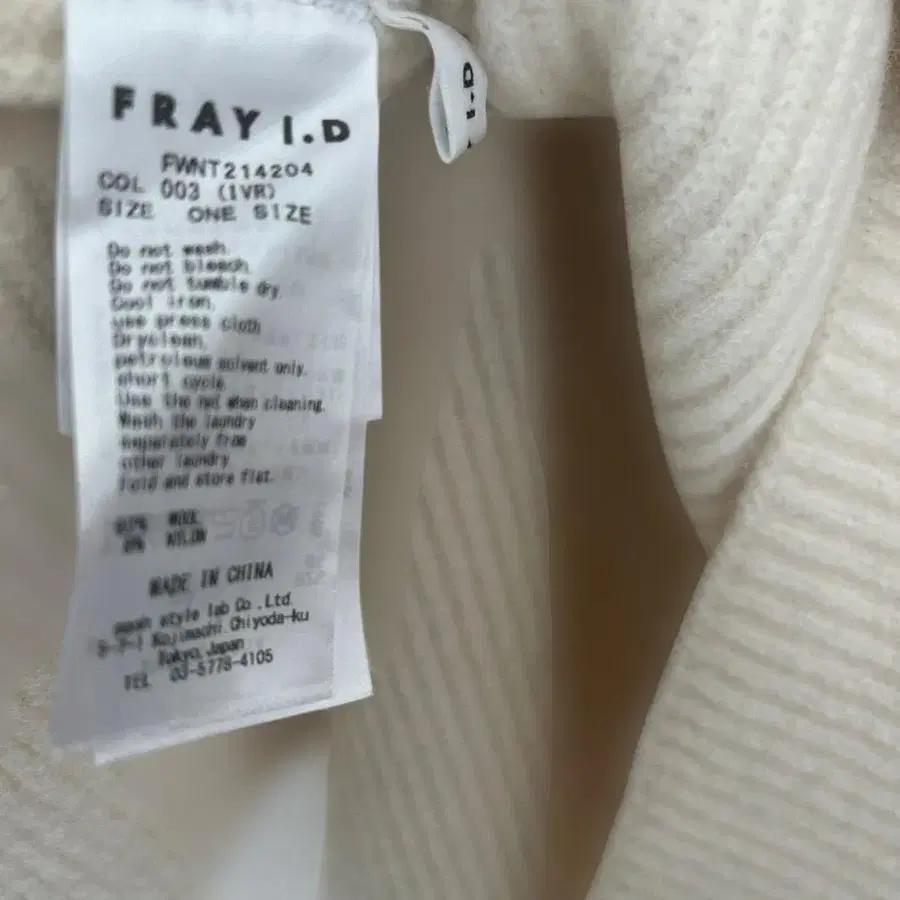 FRAY I.D
FWNT214204
COL 003 (IVR)
SIZE ONE SIZE
Do not wash.
Do not bleach.
Do not tumble dry.
Cool iron.
use press cloth
Dryclean,
petroleum solvent only.
short cycle
Use the net when cleaning.
Wash the laundry
separately from
other laundry
Fold and store flat.
WOOL
NYLON
MADE IN CHINA
mash style lab Co.,Ltd.
Kojimachi.Chiyoda-ku
Tokyo,Japan
TEL 03-5778-4105
I.D